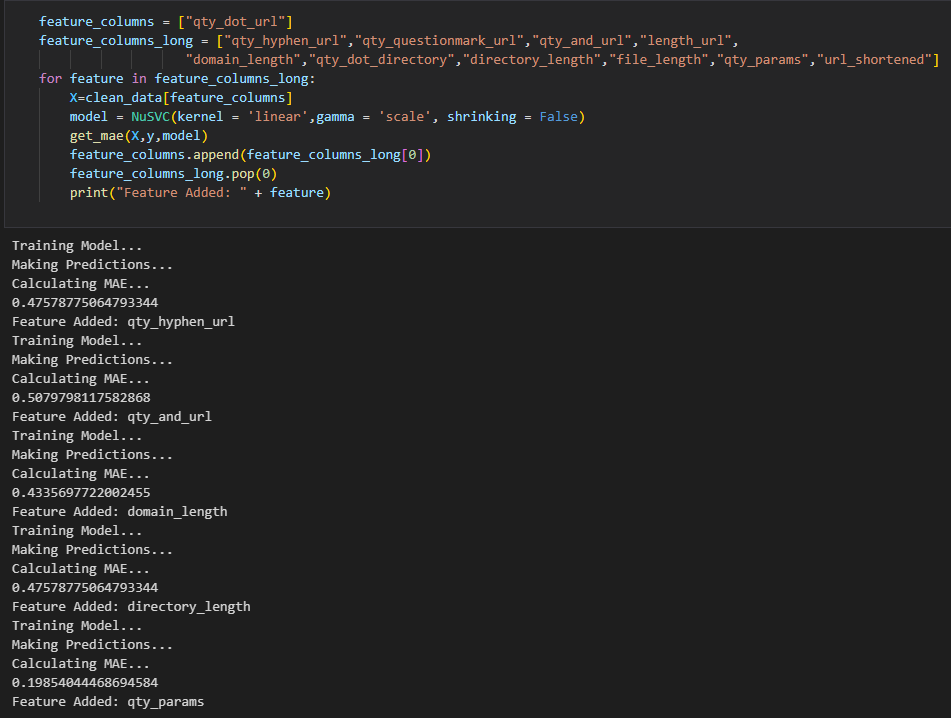 feature_columns = ["qty_dot_url"]
feature_columns_long = ["qty_hyphen_url","qty_questionmark_url","qty_and_url","length_url",
"domain_length","qty_dot_directory","directory_length","file_length","qty_params","url_shortened"]
for feature in feature_columns_long:
X=clean_data[feature_columns]
model = NuSVC(kernel = 'linear',gamma = 'scale', shrinking = False)
get_mae(X,y,model)
feature_columns.append(feature_columns_long[0])
feature_columns_long.pop(0)
print("Feature Added: " + feature)
Training Model...
Making Predictions...
Calculating MAE...
0.47578775064793344
Feature Added: qty_hyphen_url
Training Model...
Making Predictions...
Calculating MAE...
0.5079798117582868
Feature Added: qty_and_url
Training Model...
Making Predictions...
Calculating MAE...
0.4335697722002455
Feature Added: domain_length
Training Model...
Making Predictions...
Calculating MAE...
0.47578775064793344
Feature Added: directory_length
Training Model...
Making Predictions...
Calculating MAE...
0.19854044468694584
Feature Added: qty_params